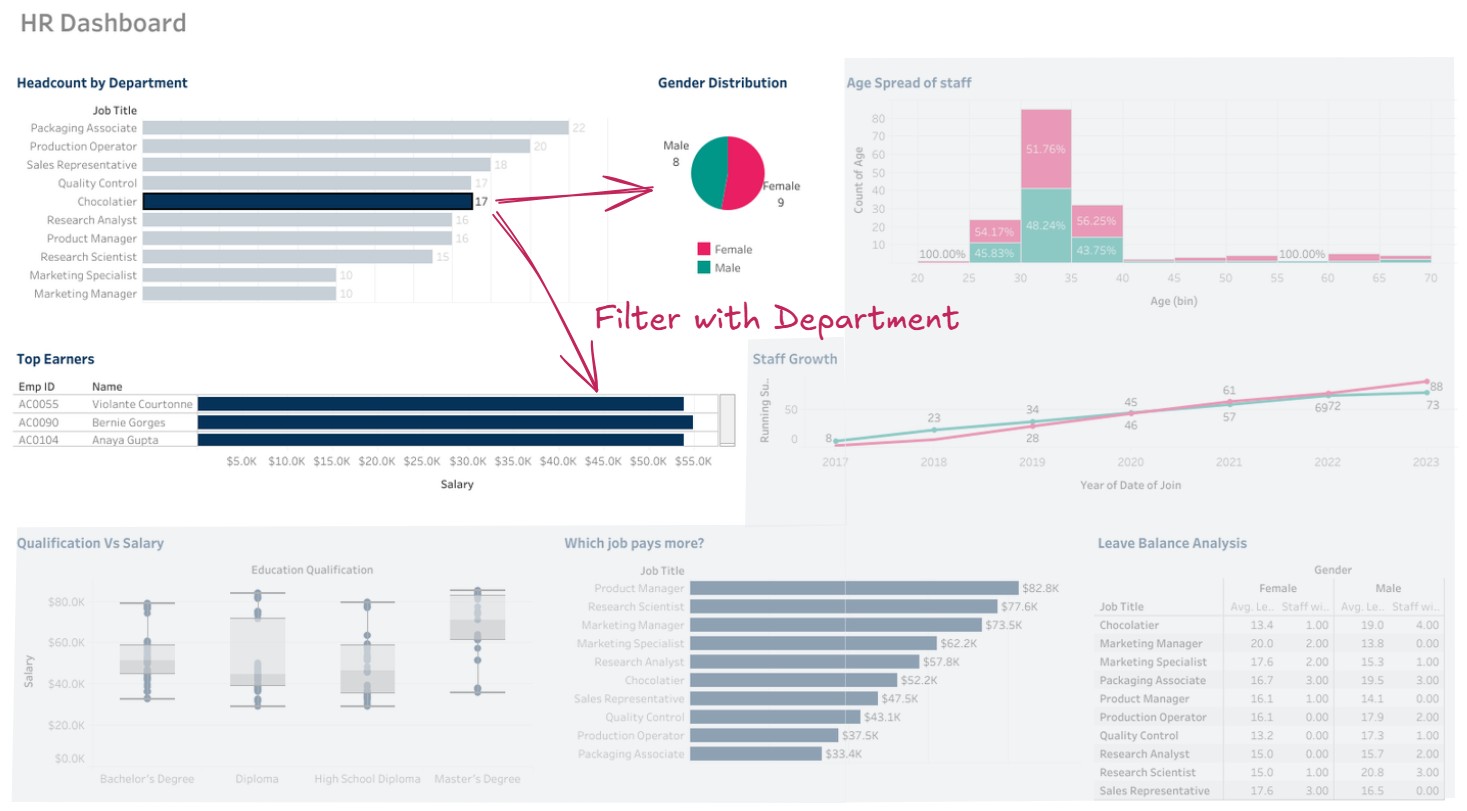 HR Dashboard
Headcount by Department
Job Title
Packaging Associate 22
Production Operator 20
Sales Representative 18
Quality Control 17
Chocolatier 17
Research Analyst 16
Product Manager 16
Research Scientist 15
Marketing Specialist 10
Marketing Manager 10
Gender Distribution
Male
8
Female
9
Female
Male
Age Spread of staff
Count of Age
80
70
60
50
40
30
20
10
100.00%
54.17%
45.83%
51.76%
48.24%
56.25%
43.75%
100.00%
20 25 30 35 40 45 50 55 60 65 70
Age (bin)
Filter with Department
Top Earners
Emp ID Name
AC0055 Violante Courtonne
AC0090 Bernie Gorges
AC0104 Anaya Gupta
$5.0K $10.0K $15.0K $20.0K $25.0K $30.0K $35.0K $40.0K $45.0K $50.0K $55.0K
Salary
Staff Growth
Running Su..
50
0
8 23 34 28 45 46 61 57 69 72 88 73
2017 2018 2019 2020 2021 2022 2023
Year of Date of Join
Qualification Vs Salary
Education Qualification
Salary
$80.0K
$60.0K
$40.0K
$20.0K
$0.0K
Bachelor's Degree Diploma High School Diploma Master's Degree
Which job pays more?
Job Title
Product Manager $82.8K
Research Scientist $77.6K
Marketing Manager $73.5K
Marketing Specialist $62.2K
Research Analyst $57.8K
Chocolatier $52.2K
Sales Representative $47.5K
Quality Control $43.1K
Production Operator $37.5K
Packaging Associate $33.4K
Leave Balance Analysis
Gender
Female Male
Job Title Avg. Le.. Staff wi.. Avg. Le.. Staff wi..
Chocolatier 13.4 1.00 19.0 4.00
Marketing Manager 20.0 2.00 13.8 0.00
Marketing Specialist 17.6 2.00 15.3 1.00
Packaging Associate 16.7 3.00 19.5 3.00
Product Manager 16.1 1.00 14.1 0.00
Production Operator 16.1 0.00 17.9 2.00
Quality Control 13.2 0.00 17.3 1.00
Research Analyst 15.0 0.00 15.7 2.00
Research Scientist 15.0 1.00 20.8 3.00
Sales Representative 17.6 3.00 16.5 0.00